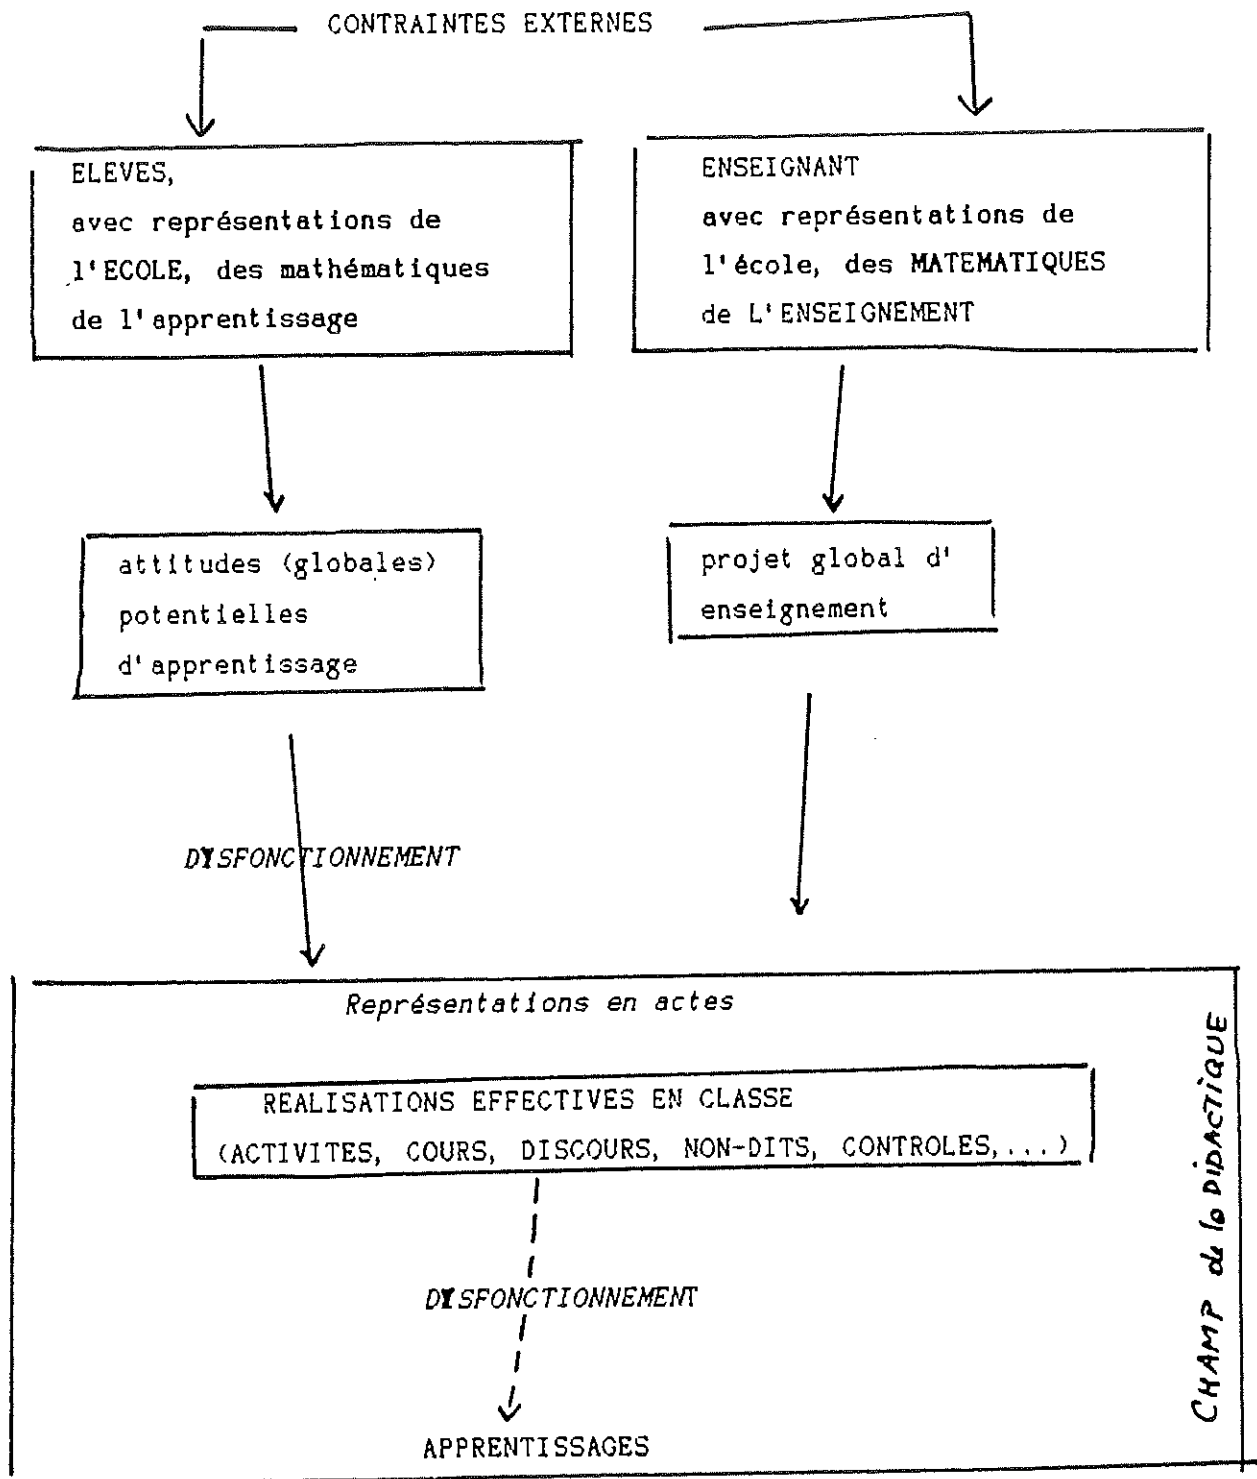 CONTRAINTES EXTERNES
ELEVES,
avec représentations de
l'ECOLE, des mathématiques
de l'apprentissage
ENSEIGNANT
avec représentations de
l'école, des MATEMATIQUES
de L'ENSEIGNEMENT
attitudes (globales)
potentielles
d'apprentissage
projet global d'
enseignement
DYSFONCTIONNEMENT
Représentations en actes
REALISATIONS EFFECTIVES EN CLASSE
(ACTIVITES, COURS, DISCOURS, NON-DITS, CONTROLES,...)
DYSFONCTIONNEMENT
APPRENTISSAGES
CHAMP de la DIDACTIQUE